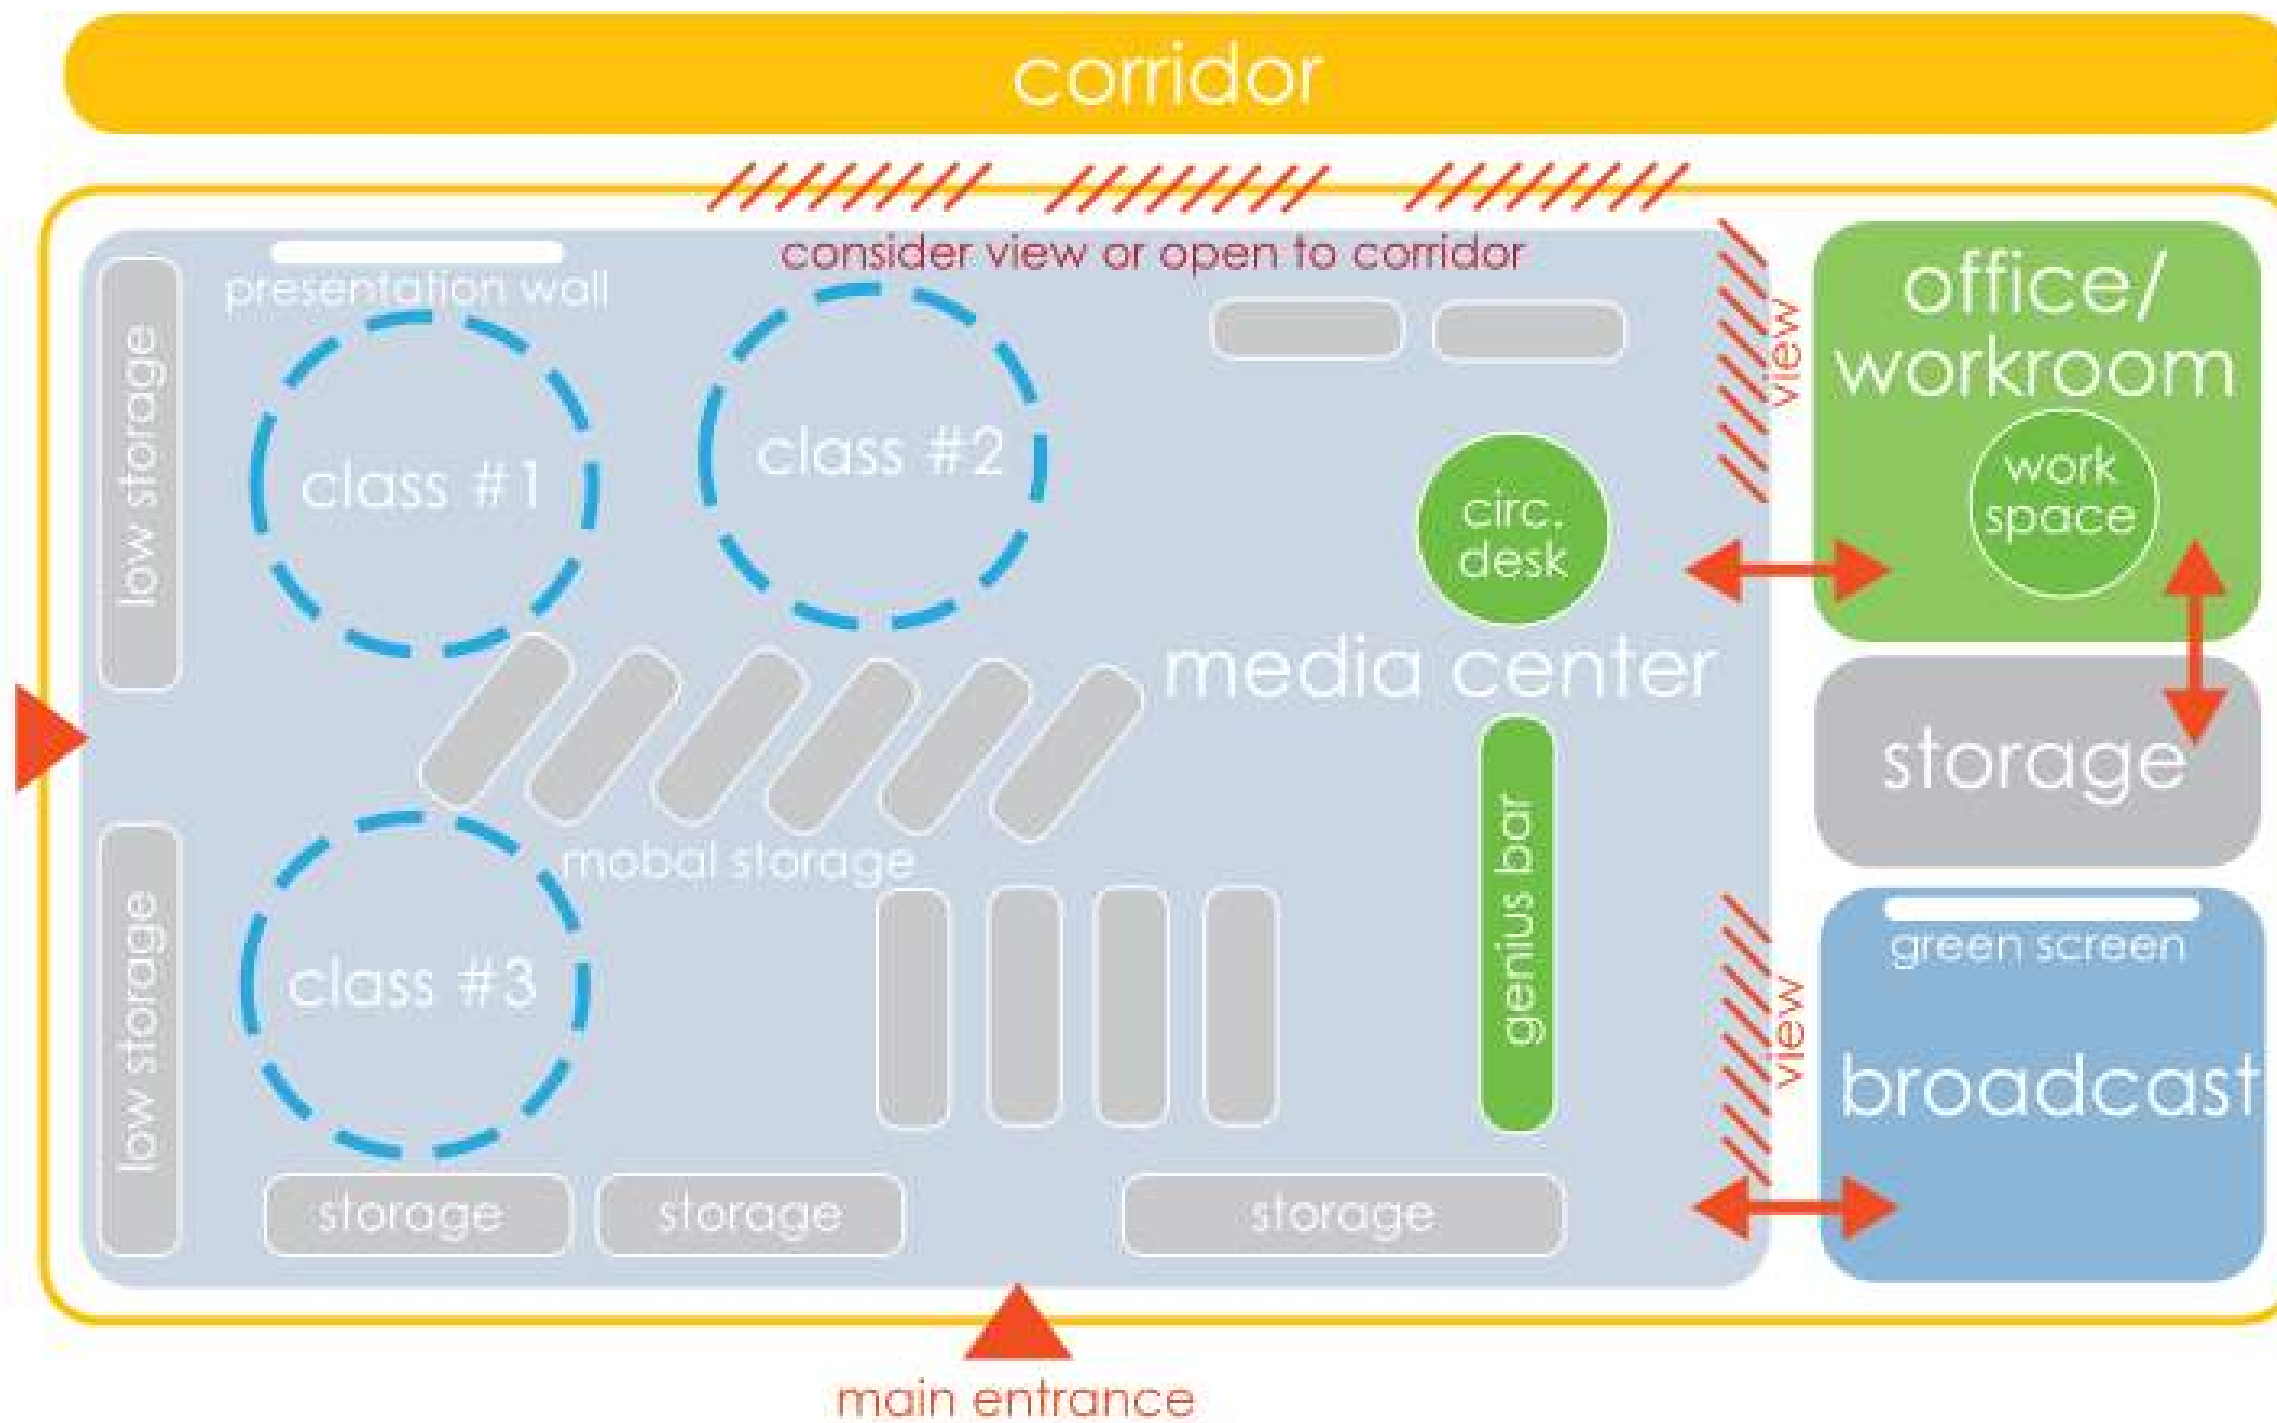 corridor
consider view or open to corridor
presentation wall
low storage
class #1
class #2
view
office/
workroom
work
space
circ.
desk
media center
storage
mobal storage
genius bar
low storage
class #3
view
green screen
broadcast
storage
storage
storage
main entrance